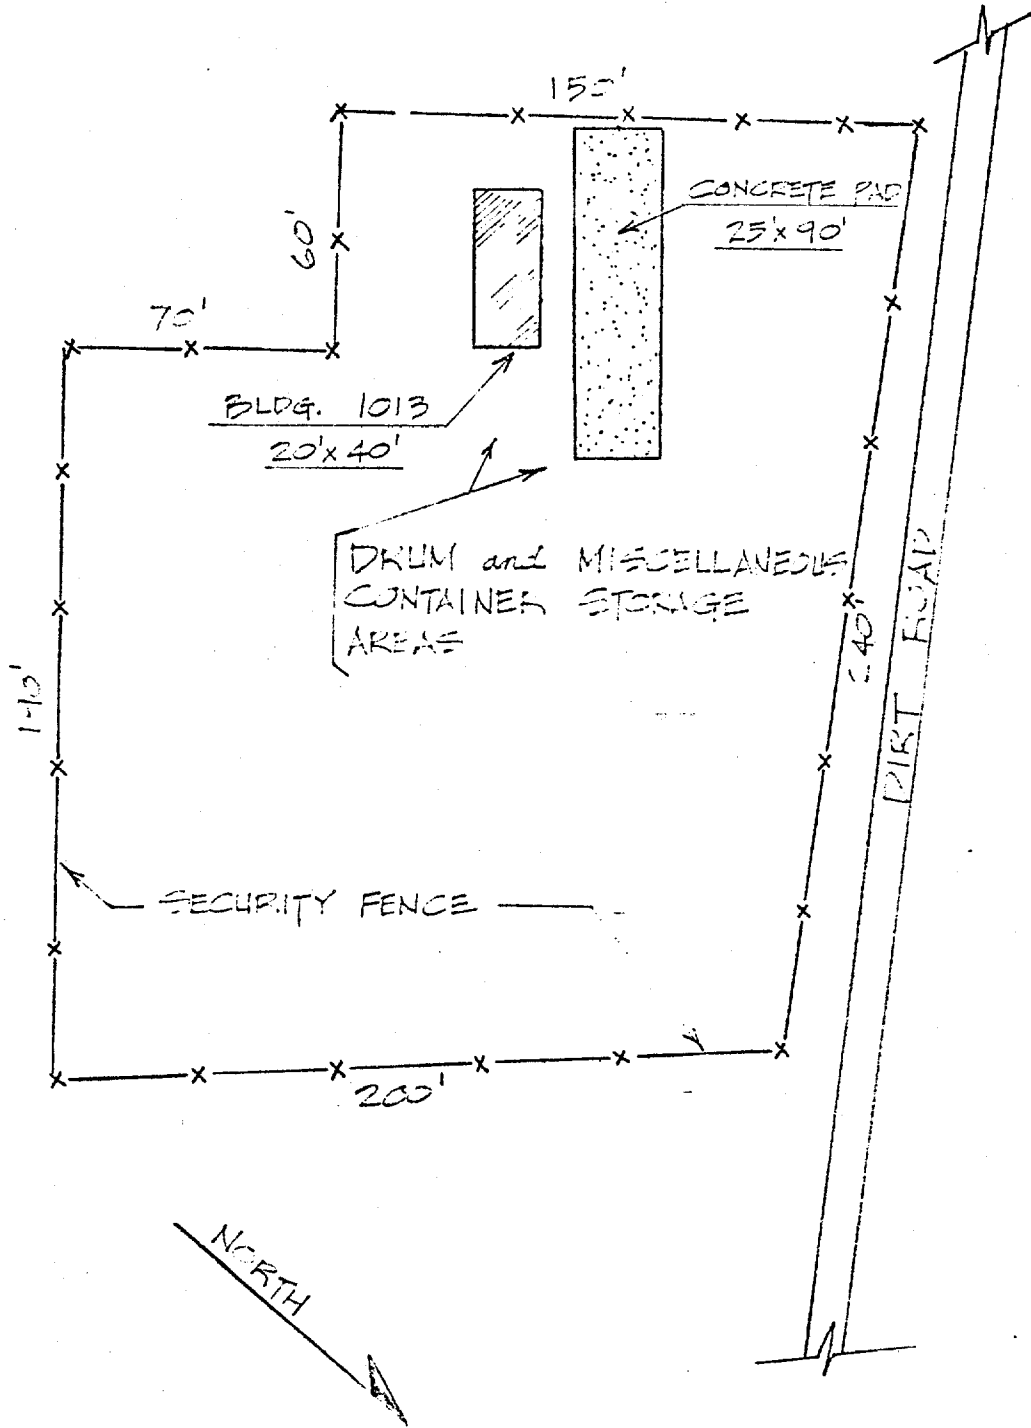 150'
60'
CONCRETE PAD
25'x90'
70'
BLDG. 1013
20'x40'
DRUM and MISCELLANEOUS
CONTAINER STORAGE
AREAS
240'
DIRT ROAD
SECURITY FENCE
200'
NORTH